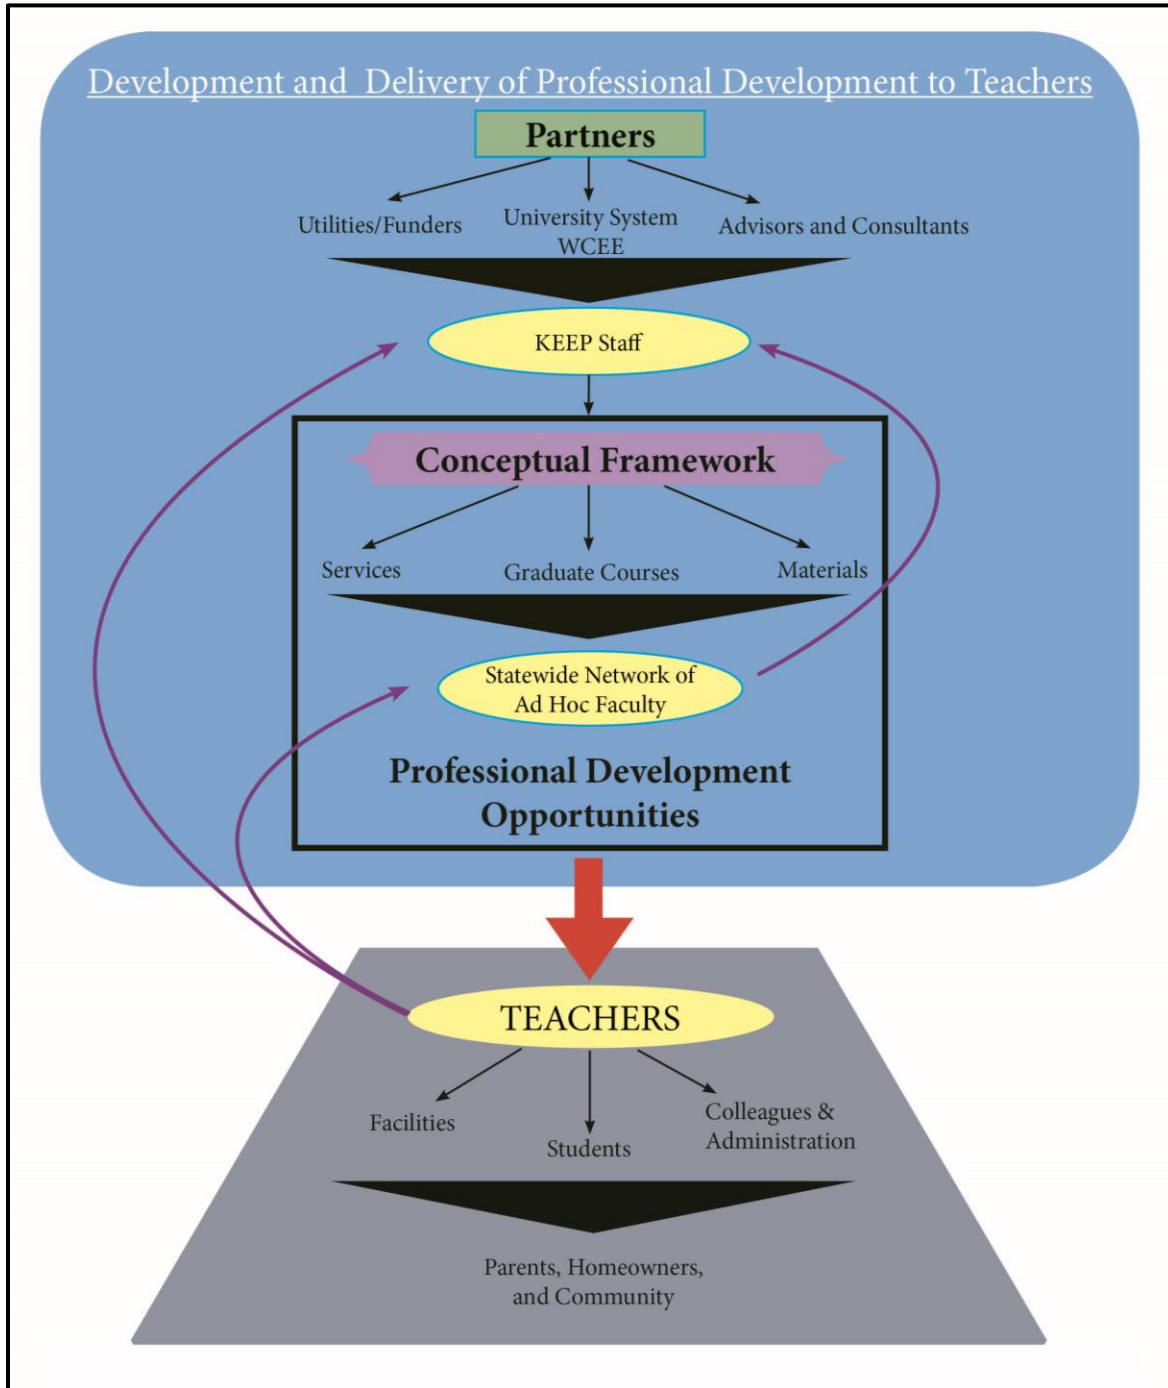 Development and Delivery of Professional Development to Teachers
Partners
Utilities/Funders
University System
WCEE
Advisors and Consultants
KEEP Staff
Conceptual Framework
Services
Graduate Courses
Materials
Statewide Network of
Ad Hoc Faculty
Professional Development
Opportunities
TEACHERS
Facilities
Students
Colleagues &
Administration
Parents, Homeowners,
and Community